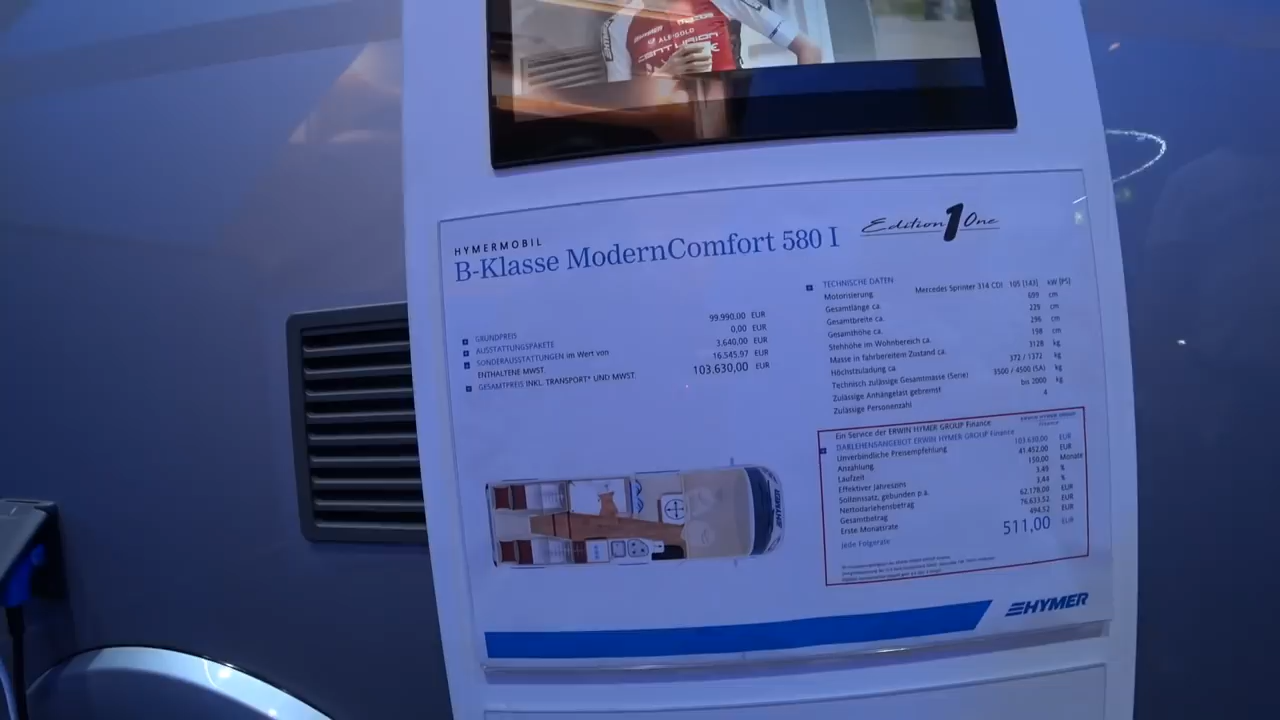 ALB-GOLD
CENTURION
HYMERMOBIL
B-Klasse ModernComfort 580 I
Edition 1 One
GRUNDPREIS 99.990,00 EUR
AUSSTATTUNGSPAKETE 0,00 EUR
SONDERAUSSTATTUNGEN im Wert von 3.640,00 EUR
ENTHALTENE MWST. 16.545,97 EUR
GESAMTPREIS INKL. TRANSPORT* UND MWST. 103.630,00 EUR
TECHNISCHE DATEN
Motorisierung Mercedes Sprinter 314 CDI 105 [143] kW [PS]
Gesamtlänge ca. 699 cm
Gesamtbreite ca. 229 cm
Gesamthöhe ca. 296 cm
Stehhöhe im Wohnbereich ca. 198 cm
Masse in fahrbereitem Zustand ca. 3128 kg
Höchstzuladung ca. 372 / 1372 kg
Technisch zulässige Gesamtmasse (Serie) 3500 / 4500 (SA) kg
Zulässige Anhängelast gebremst bis 2000 kg
Zulässige Personenzahl 4
Ein Service der ERWIN HYMER GROUP Finance
DARLEHENSANGEBOT ERWIN HYMER GROUP Finance
Unverbindliche Preisempfehlung 103.630,00 EUR
Anzahlung 41.452,00 EUR
Laufzeit 150,00 Monate
Effektiver Jahreszins 3,49 %
Sollzinssatz, gebunden p.a. 3,44 %
Nettodarlehensbetrag 62.178,00 EUR
Gesamtbetrag 76.633,52 EUR
Erste Monatsrate 494,52 EUR
Jede Folgerate 511,00 EUR
HYMER
HYMER